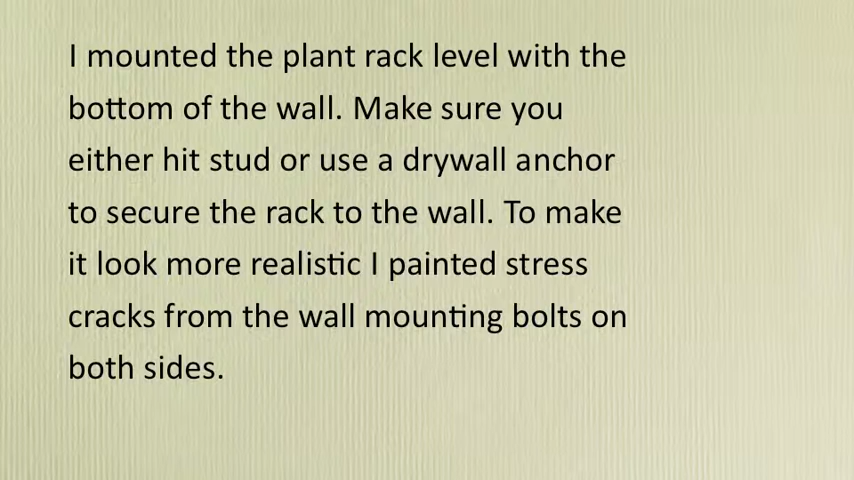 I mounted the plant rack level with the
bottom of the wall. Make sure you
either hit stud or use a drywall anchor
to secure the rack to the wall. To make
it look more realistic I painted stress
cracks from the wall mounting bolts on
both sides.